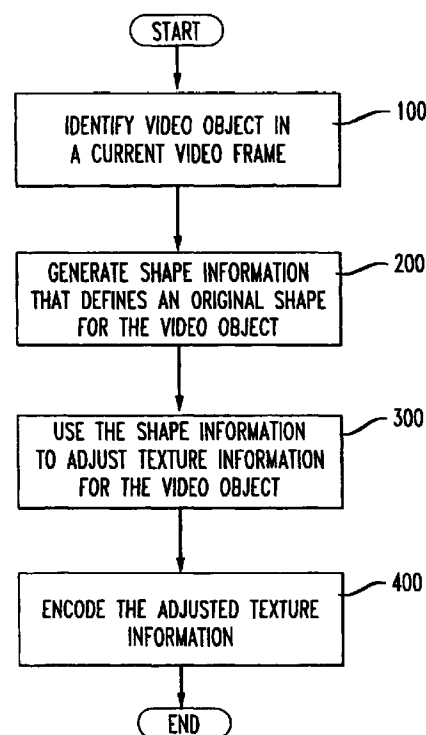 START
IDENTIFY VIDEO OBJECT IN
A CURRENT VIDEO FRAME
100
GENERATE SHAPE INFORMATION
THAT DEFINES AN ORIGINAL SHAPE
FOR THE VIDEO OBJECT
200
USE THE SHAPE INFORMATION
TO ADJUST TEXTURE INFORMATION
FOR THE VIDEO OBJECT
300
ENCODE THE ADJUSTED TEXTURE
INFORMATION
400
END